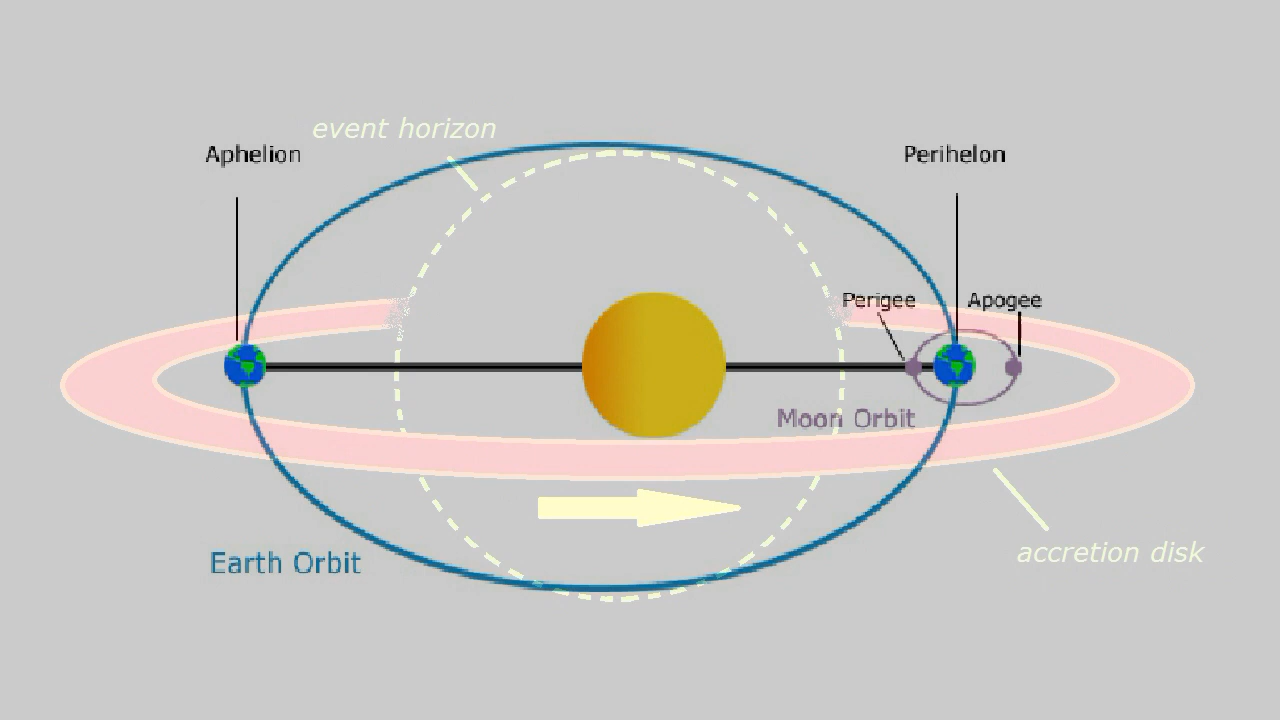 event horizon
Aphelion
Perihelon
Perigee
Apogee
Moon Orbit
Earth Orbit
accretion disk